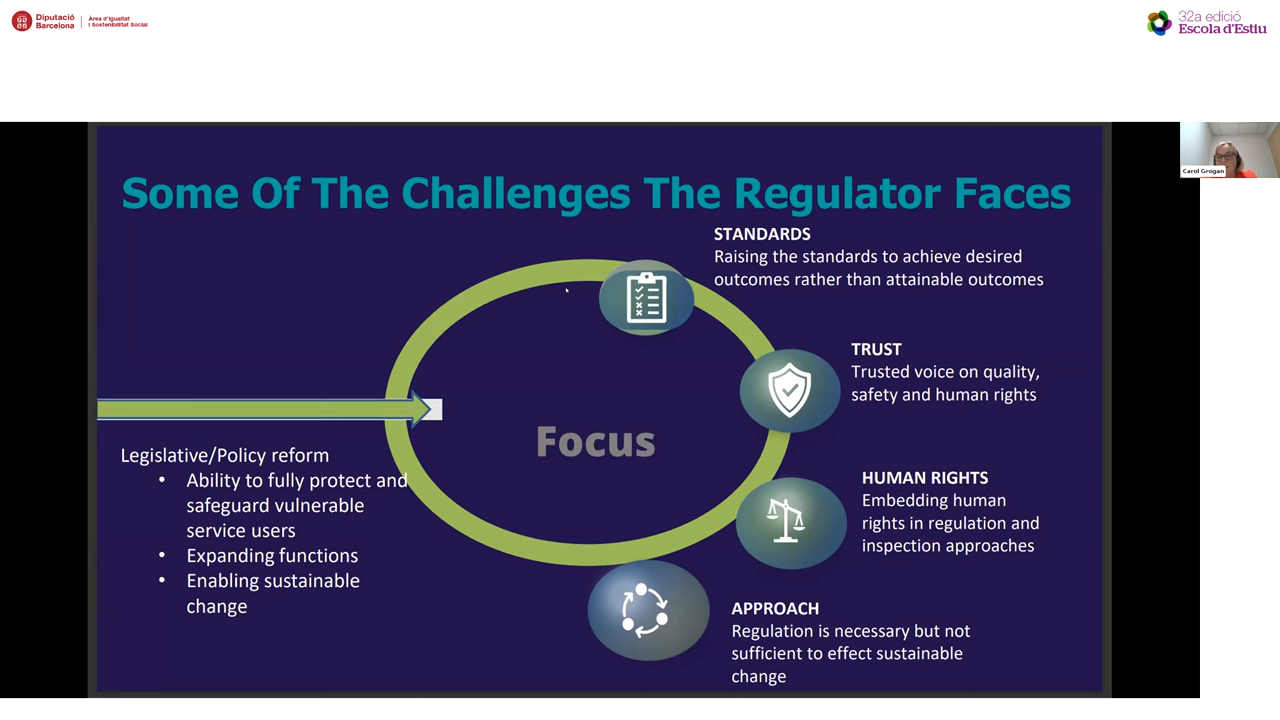 Diputació
Barcelona
Àrea d'Igualtat
i Sostenibilitat Social
32a edició
Escola d'Estiu
Carol Grogan
Some Of The Challenges The Regulator Faces
STANDARDS
Raising the standards to achieve desired
outcomes rather than attainable outcomes
TRUST
Trusted voice on quality,
safety and human rights
Focus
Legislative/Policy reform
• Ability to fully protect and
safeguard vulnerable
service users
• Expanding functions
• Enabling sustainable
change
HUMAN RIGHTS
Embedding human
rights in regulation and
inspection approaches
APPROACH
Regulation is necessary but not
sufficient to effect sustainable
change